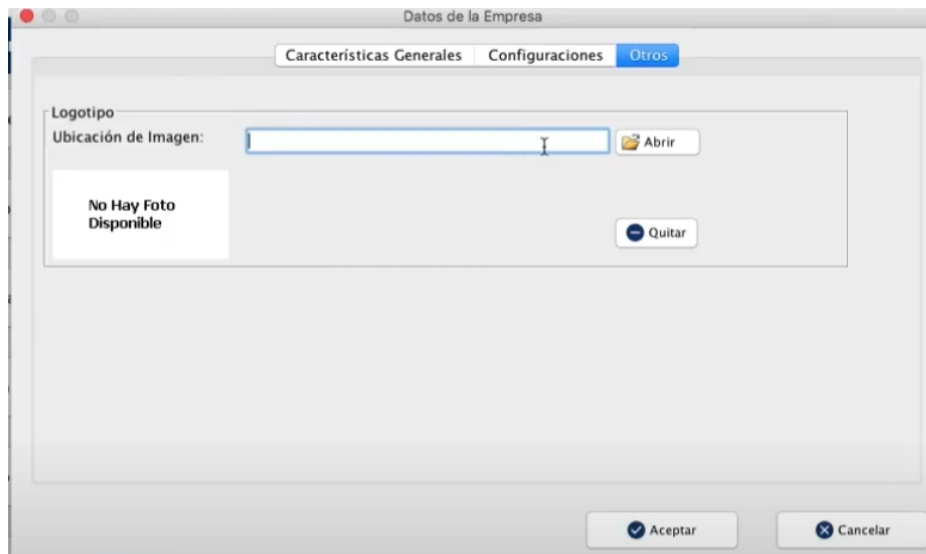 Datos de la Empresa
Características Generales Configuraciones Otros
Logotipo
Ubicación de Imagen: Abrir
No Hay Foto
Disponible
Quitar
Aceptar Cancelar